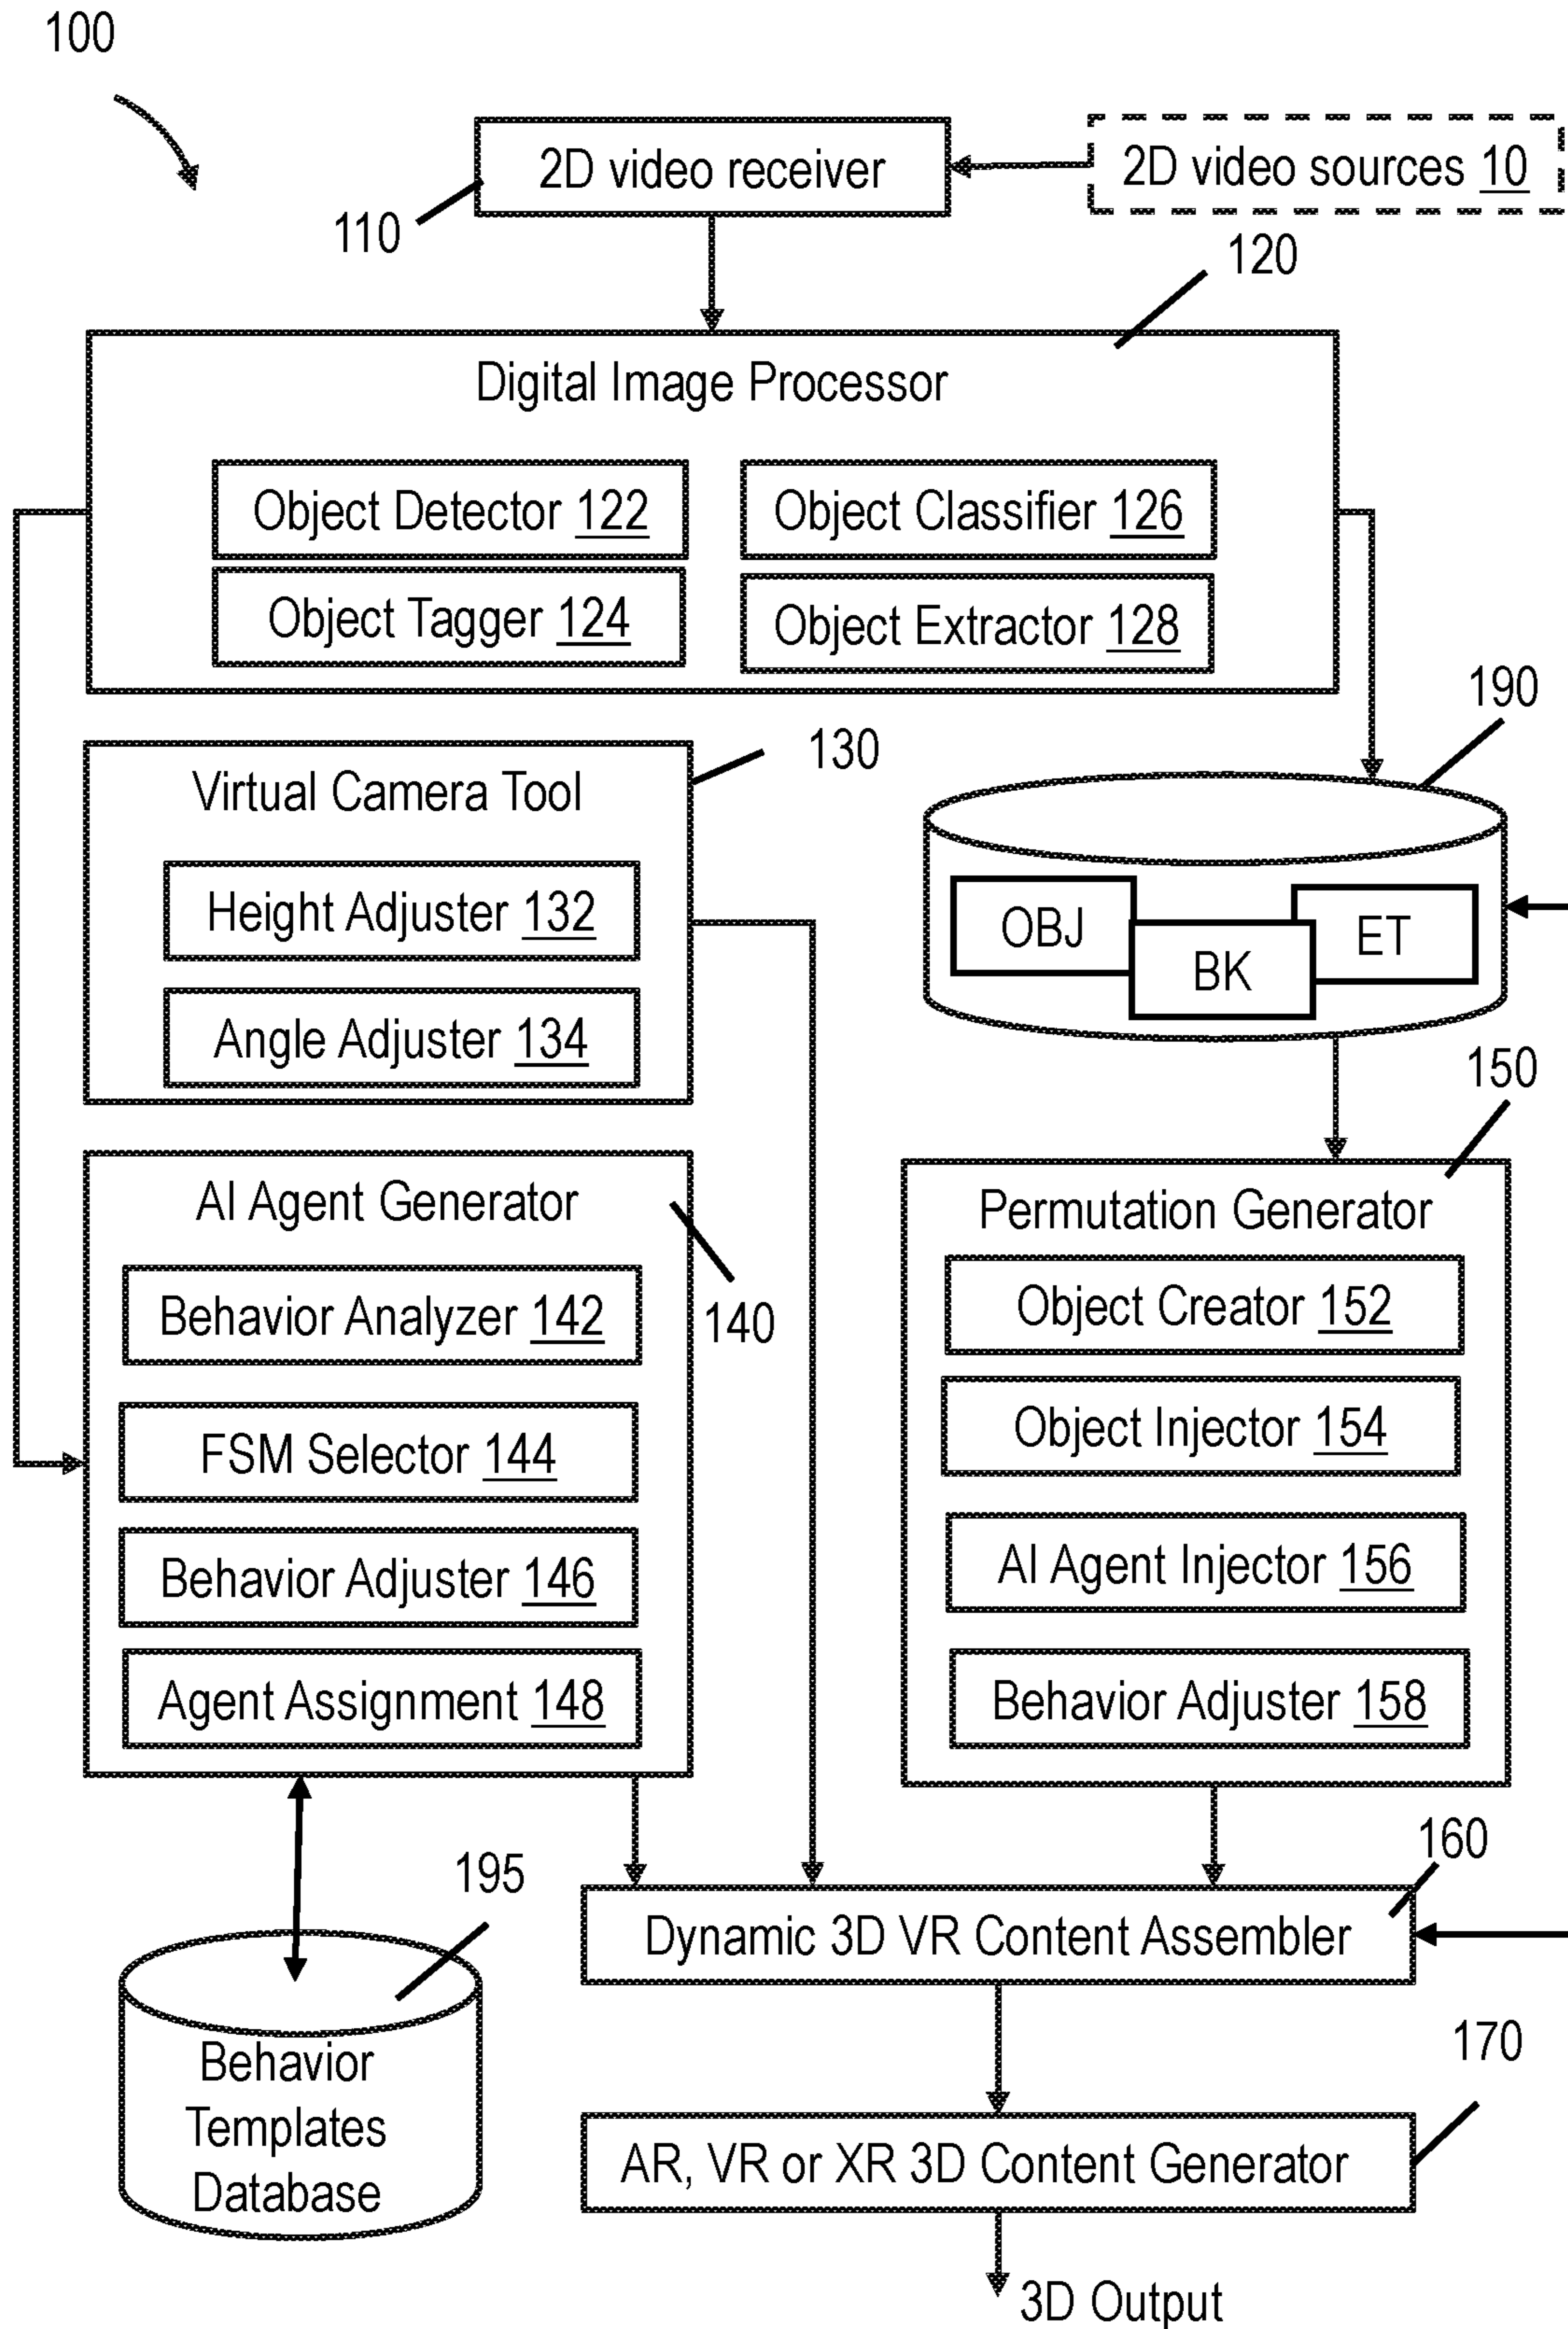 100
2D video receiver
2D video sources 10
110
120
Digital Image Processor
Object Detector 122
Object Classifier 126
Object Tagger 124
Object Extractor 128
190
130
Virtual Camera Tool
Height Adjuster 132
Angle Adjuster 134
OBJ
BK
ET
150
AI Agent Generator
Behavior Analyzer 142
140
FSM Selector 144
Behavior Adjuster 146
Agent Assignment 148
Permutation Generator
Object Creator 152
Object Injector 154
AI Agent Injector 156
Behavior Adjuster 158
160
195
Dynamic 3D VR Content Assembler
Behavior
Templates
Database
170
AR, VR or XR 3D Content Generator
3D Output